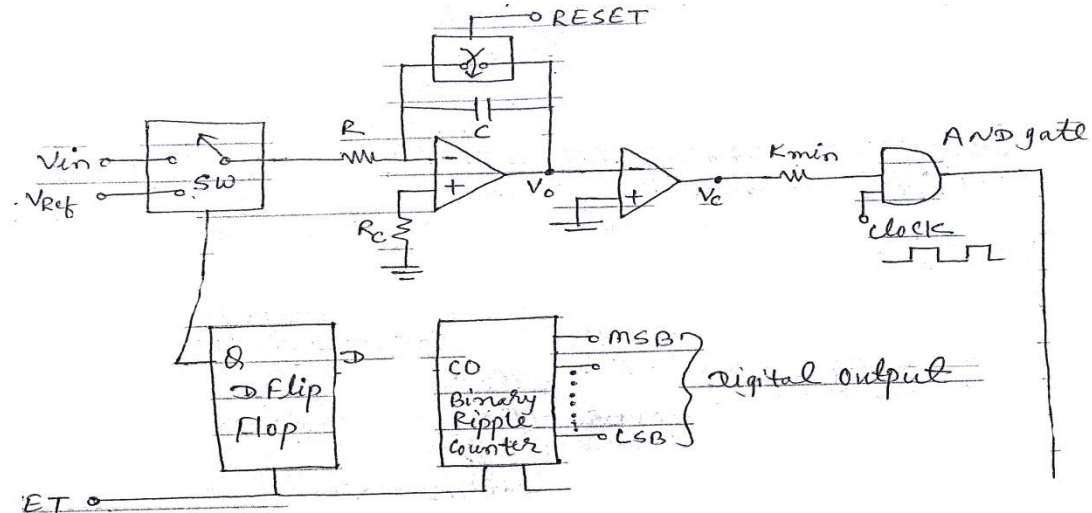 RESET
C
R
Vin
SW
VRef
-
+
Vo
RC
-
+
Vc
Kmin
AND gate
clock
Q
D
D Flip
Flop
CO
Binary
Ripple
Counter
MSB
LSB
Digital output
ET